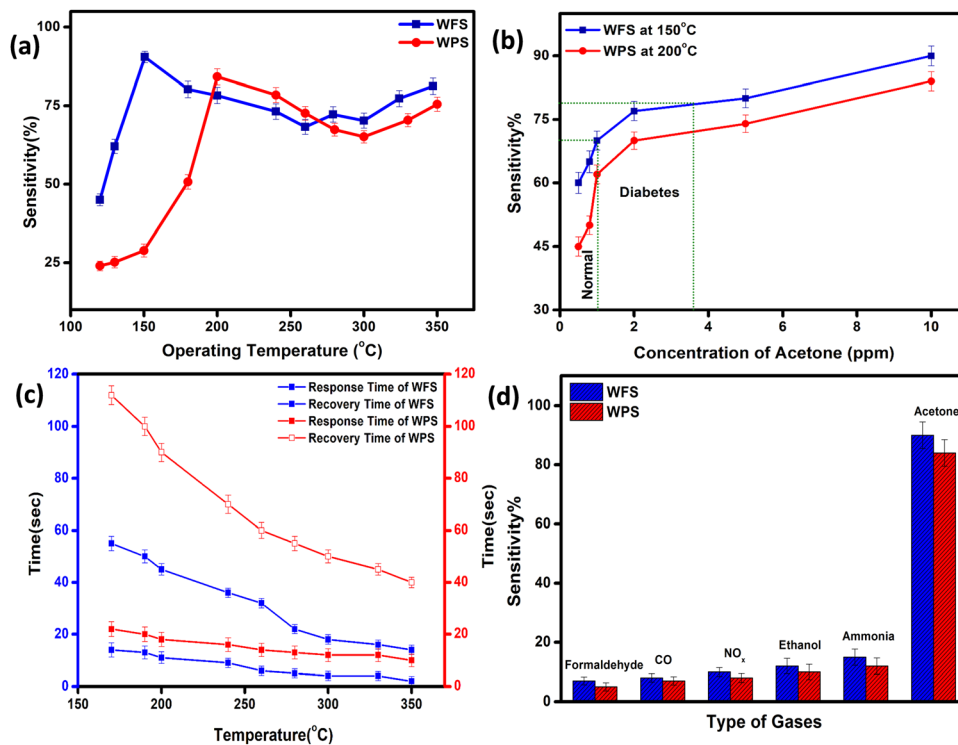 (a)
WFS
WPS
Sensitivity(%)
100
75
50
25
100 150 200 250 300 350
Operating Temperature (°C)
(b)
WFS at 150°C
WPS at 200°C
Sensitivity%
90
75
60
45
30
Normal
Diabetes
0 2 4 6 8 10
Concentration of Acetone (ppm)
(c)
Response Time of WFS
Recovery Time of WFS
Response Time of WPS
Recovery Time of WPS
Time(sec)
120
100
80
60
40
20
0
120
100
80
60
40
20
0
Time(sec)
150 200 250 300 350
Temperature(°C)
(d)
WFS
WPS
Sensitivity%
100
80
60
40
20
0
Formaldehyde
CO
NOx
Ethanol
Ammonia
Acetone
Type of Gases